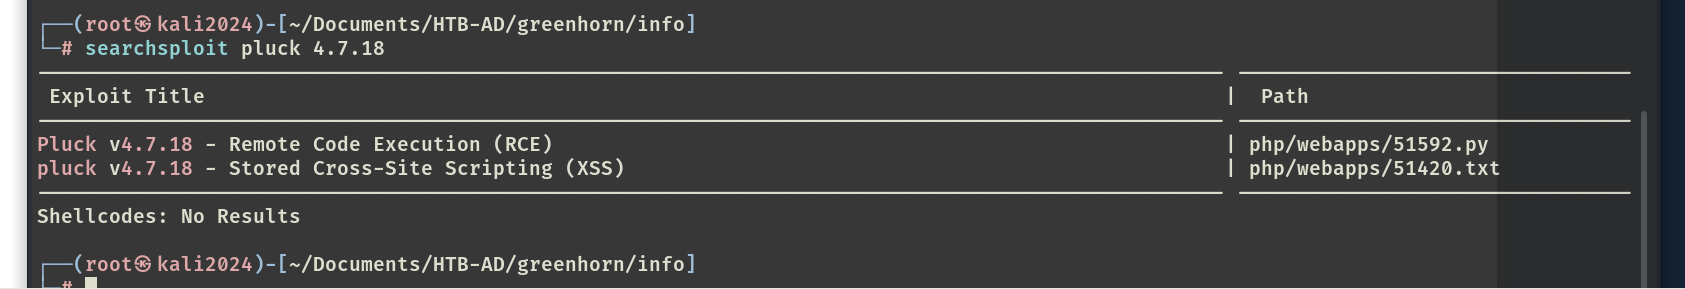 ┌──(root㉿kali2024)-[~/Documents/HTB-AD/greenhorn/info]
└─# searchsploit pluck 4.7.18
Exploit Title | Path
Pluck v4.7.18 - Remote Code Execution (RCE) | php/webapps/51592.py
pluck v4.7.18 - Stored Cross-Site Scripting (XSS) | php/webapps/51420.txt
Shellcodes: No Results
┌──(root㉿kali2024)-[~/Documents/HTB-AD/greenhorn/info]
└─#